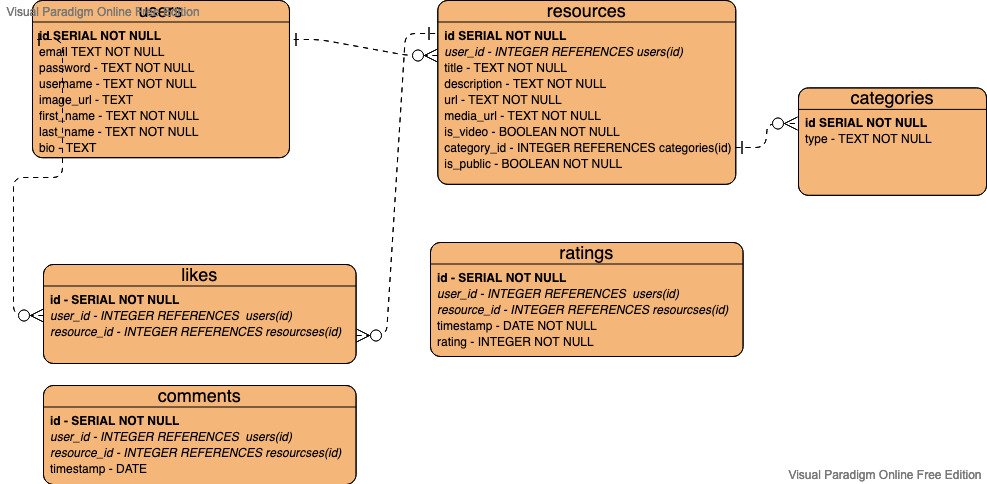 Visual Paradigm Online Free Edition
users
id SERIAL NOT NULL
email TEXT NOT NULL
password - TEXT NOT NULL
username - TEXT NOT NULL
image_url - TEXT
first_name - TEXT NOT NULL
last_name - TEXT NOT NULL
bio - TEXT
resources
id SERIAL NOT NULL
user_id - INTEGER REFERENCES users(id)
title - TEXT NOT NULL
description - TEXT NOT NULL
url - TEXT NOT NULL
media_url - TEXT NOT NULL
is_video - BOOLEAN NOT NULL
category_id - INTEGER REFERENCES categories(id)
is_public - BOOLEAN NOT NULL
categories
id SERIAL NOT NULL
type - TEXT NOT NULL
likes
id - SERIAL NOT NULL
user_id - INTEGER REFERENCES users(id)
resource_id - INTEGER REFERENCES resourcses(id)
ratings
id - SERIAL NOT NULL
user_id - INTEGER REFERENCES users(id)
resource_id - INTEGER REFERENCES resourcses(id)
timestamp - DATE NOT NULL
rating - INTEGER NOT NULL
comments
id - SERIAL NOT NULL
user_id - INTEGER REFERENCES users(id)
resource_id - INTEGER REFERENCES resourcses(id)
timestamp - DATE
Visual Paradigm Online Free Edition